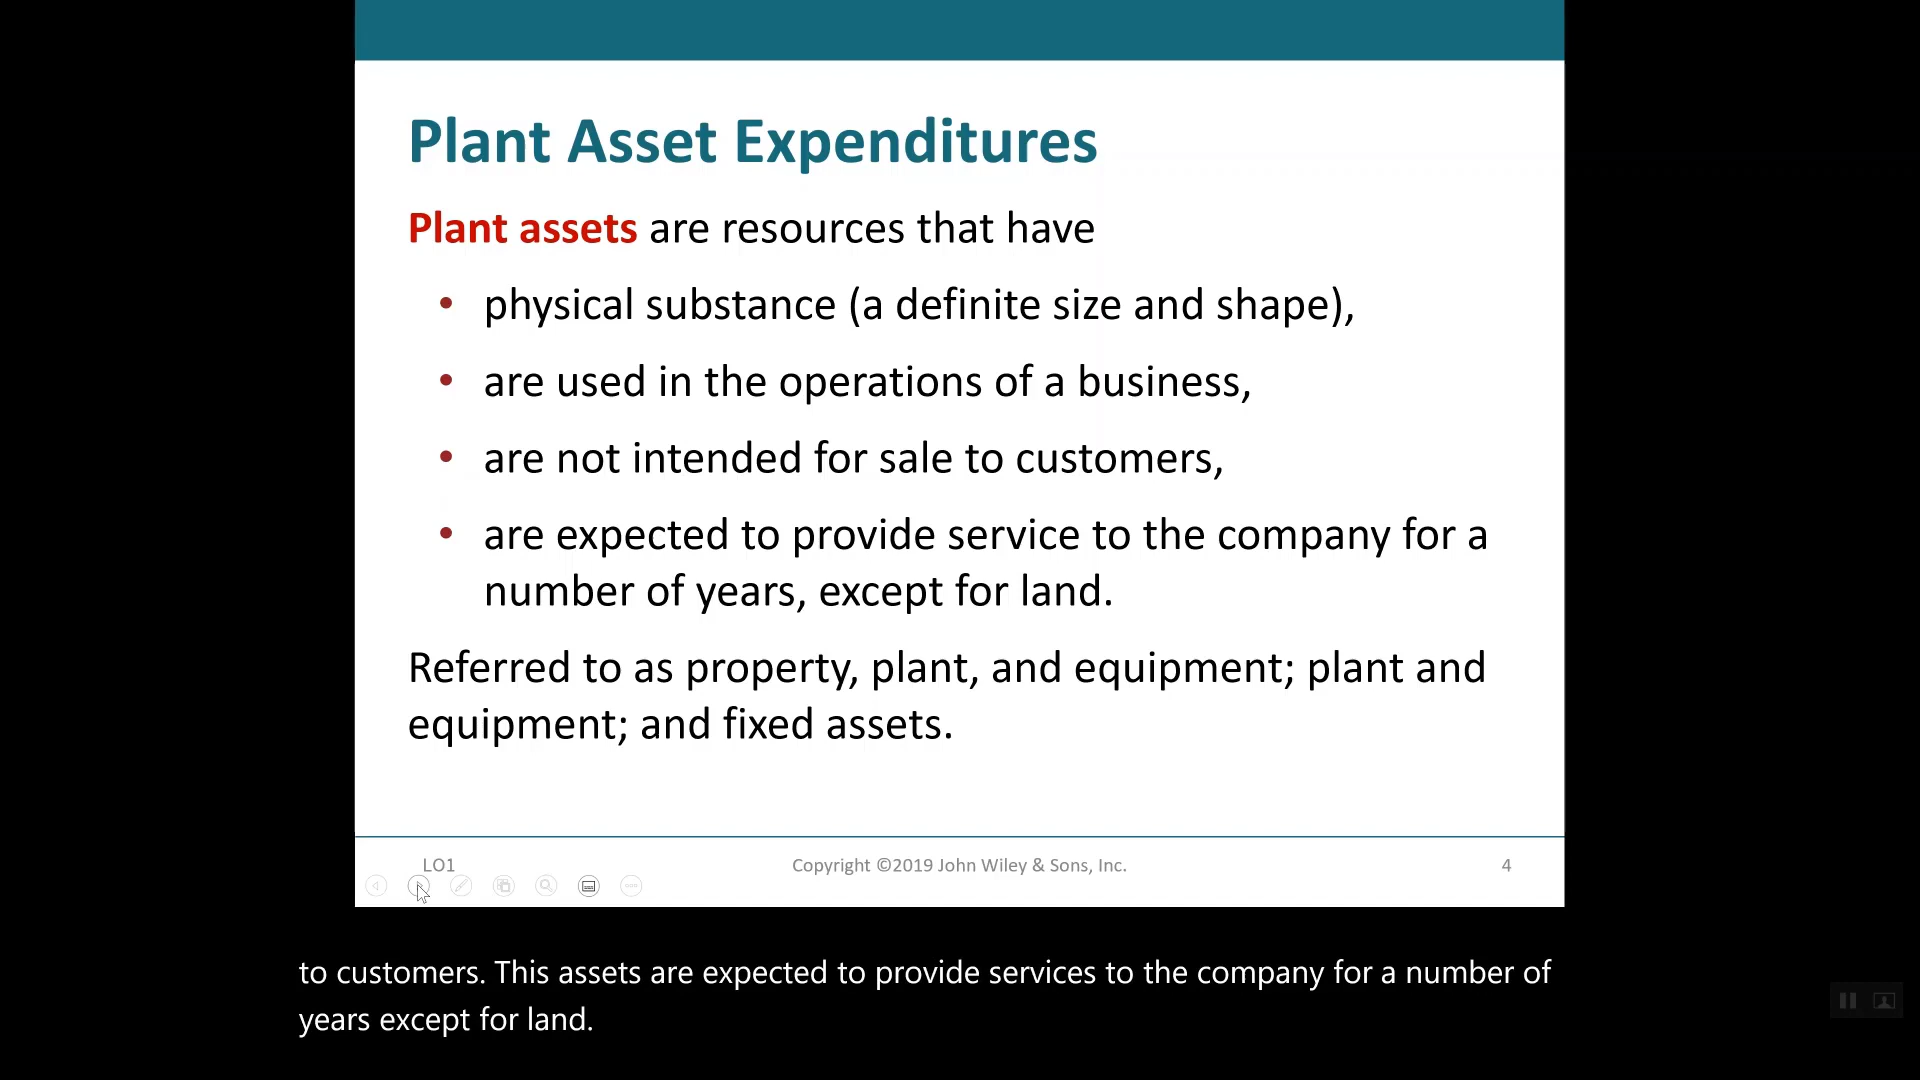 Plant Asset Expenditures
Plant assets are resources that have
• physical substance (a definite size and shape),
• are used in the operations of a business,
• are not intended for sale to customers,
• are expected to provide service to the company for a
number of years, except for land.
Referred to as property, plant, and equipment; plant and
equipment; and fixed assets.
LO1
Copyright ©2019 John Wiley & Sons, Inc.
4
to customers. This assets are expected to provide services to the company for a number of
years except for land.